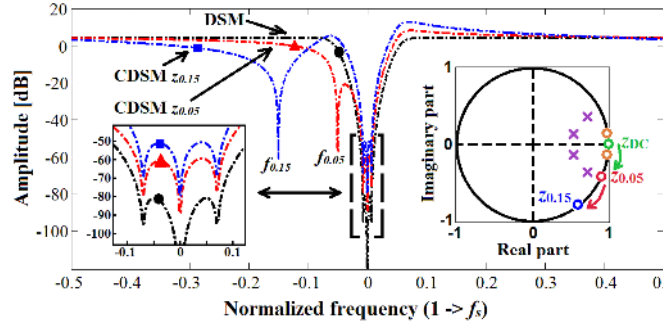 DSM
20
0
-20
-40
-60
-80
-100
Amplitude [dB]
CDSM z0.15
CDSM z0.05
f0.15
f0.05
-50
-60
-70
-80
-90
-100
-0.1
0
0.1
Imaginary part
1
0
-1
-1
0
1
Real part
zDC
z0.05
z0.15
-0.5
-0.4
-0.3
-0.2
-0.1
0
0.1
0.2
0.3
0.4
0.5
Normalized frequency (1 -> fs)